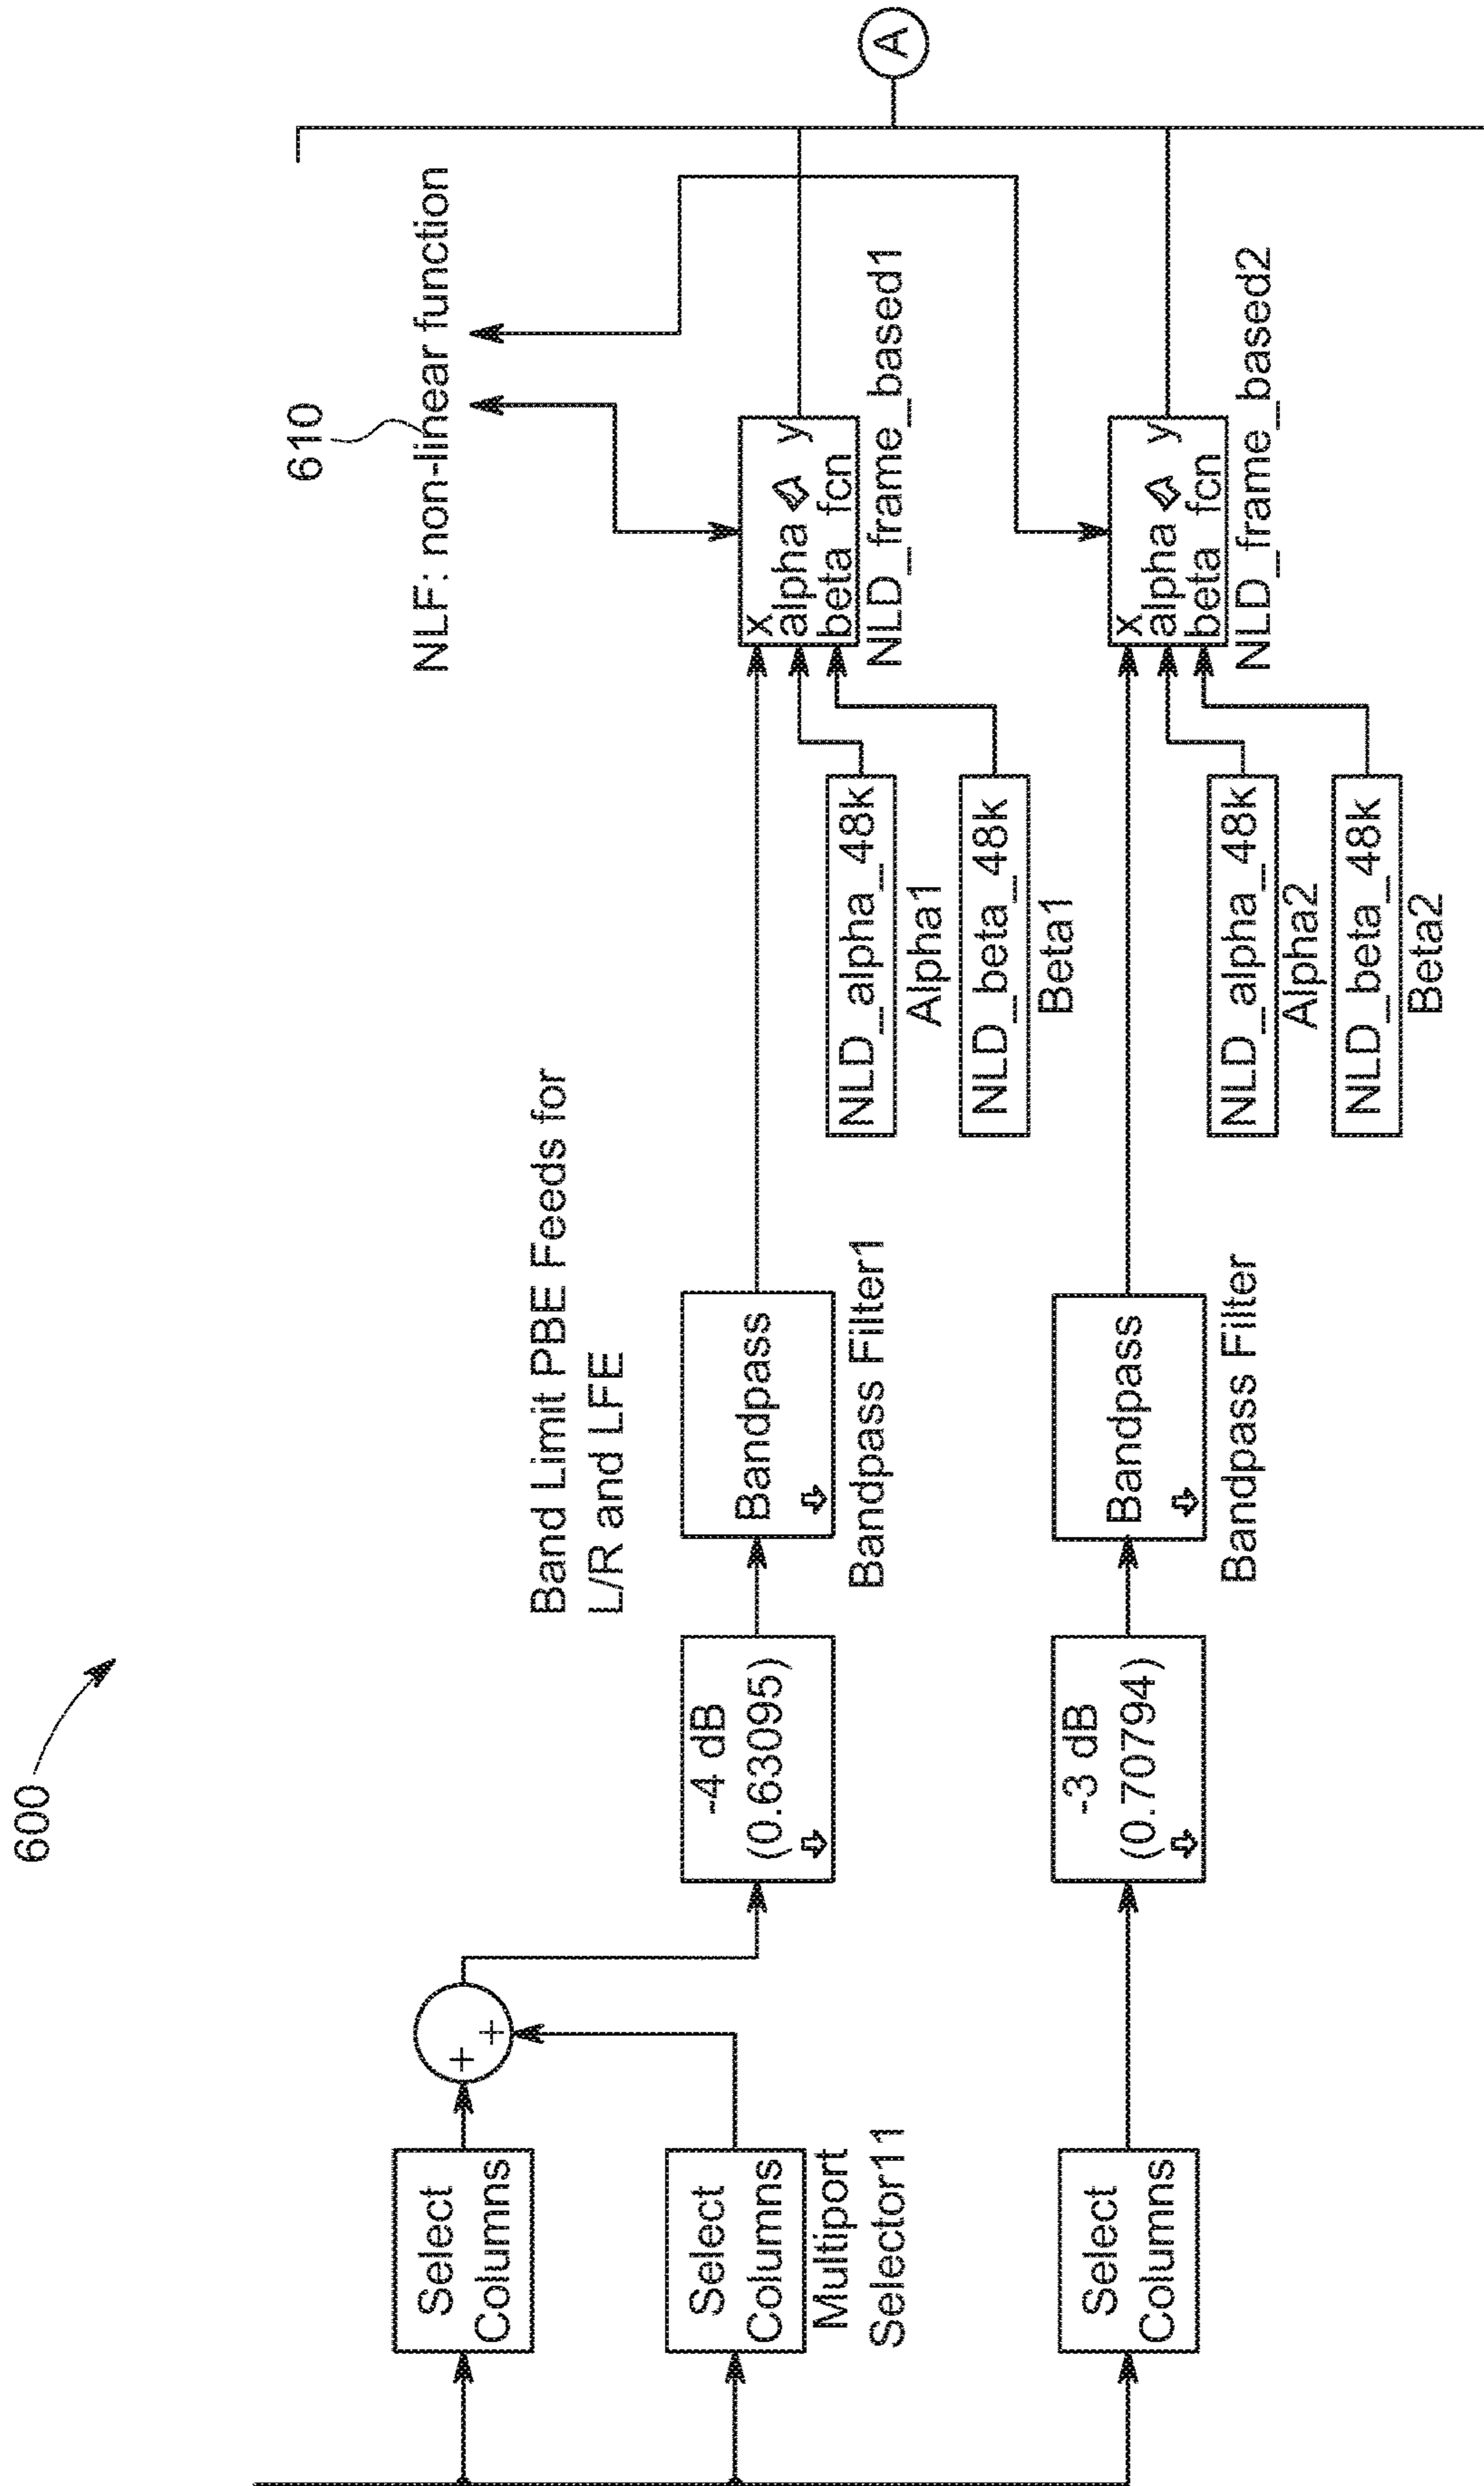 600
Select
Columns
Select
Columns
Multiport
Selector11
Select
Columns
+
+
-4 dB
(0.63095)
-3 dB
(0.70794)
Band Limit PBE Feeds for
L/R and LFE
Bandpass
Bandpass Filter1
Bandpass
Bandpass Filter
NLD_alpha_48k
Alpha1
NLD_beta_48k
Beta1
NLD_alpha_48k
Alpha2
NLD_beta_48k
Beta2
610
NLF: non-linear function
x
alpha y
beta fcn
NLD_frame_based1
x
alpha y
beta fcn
NLD_frame_based2
A